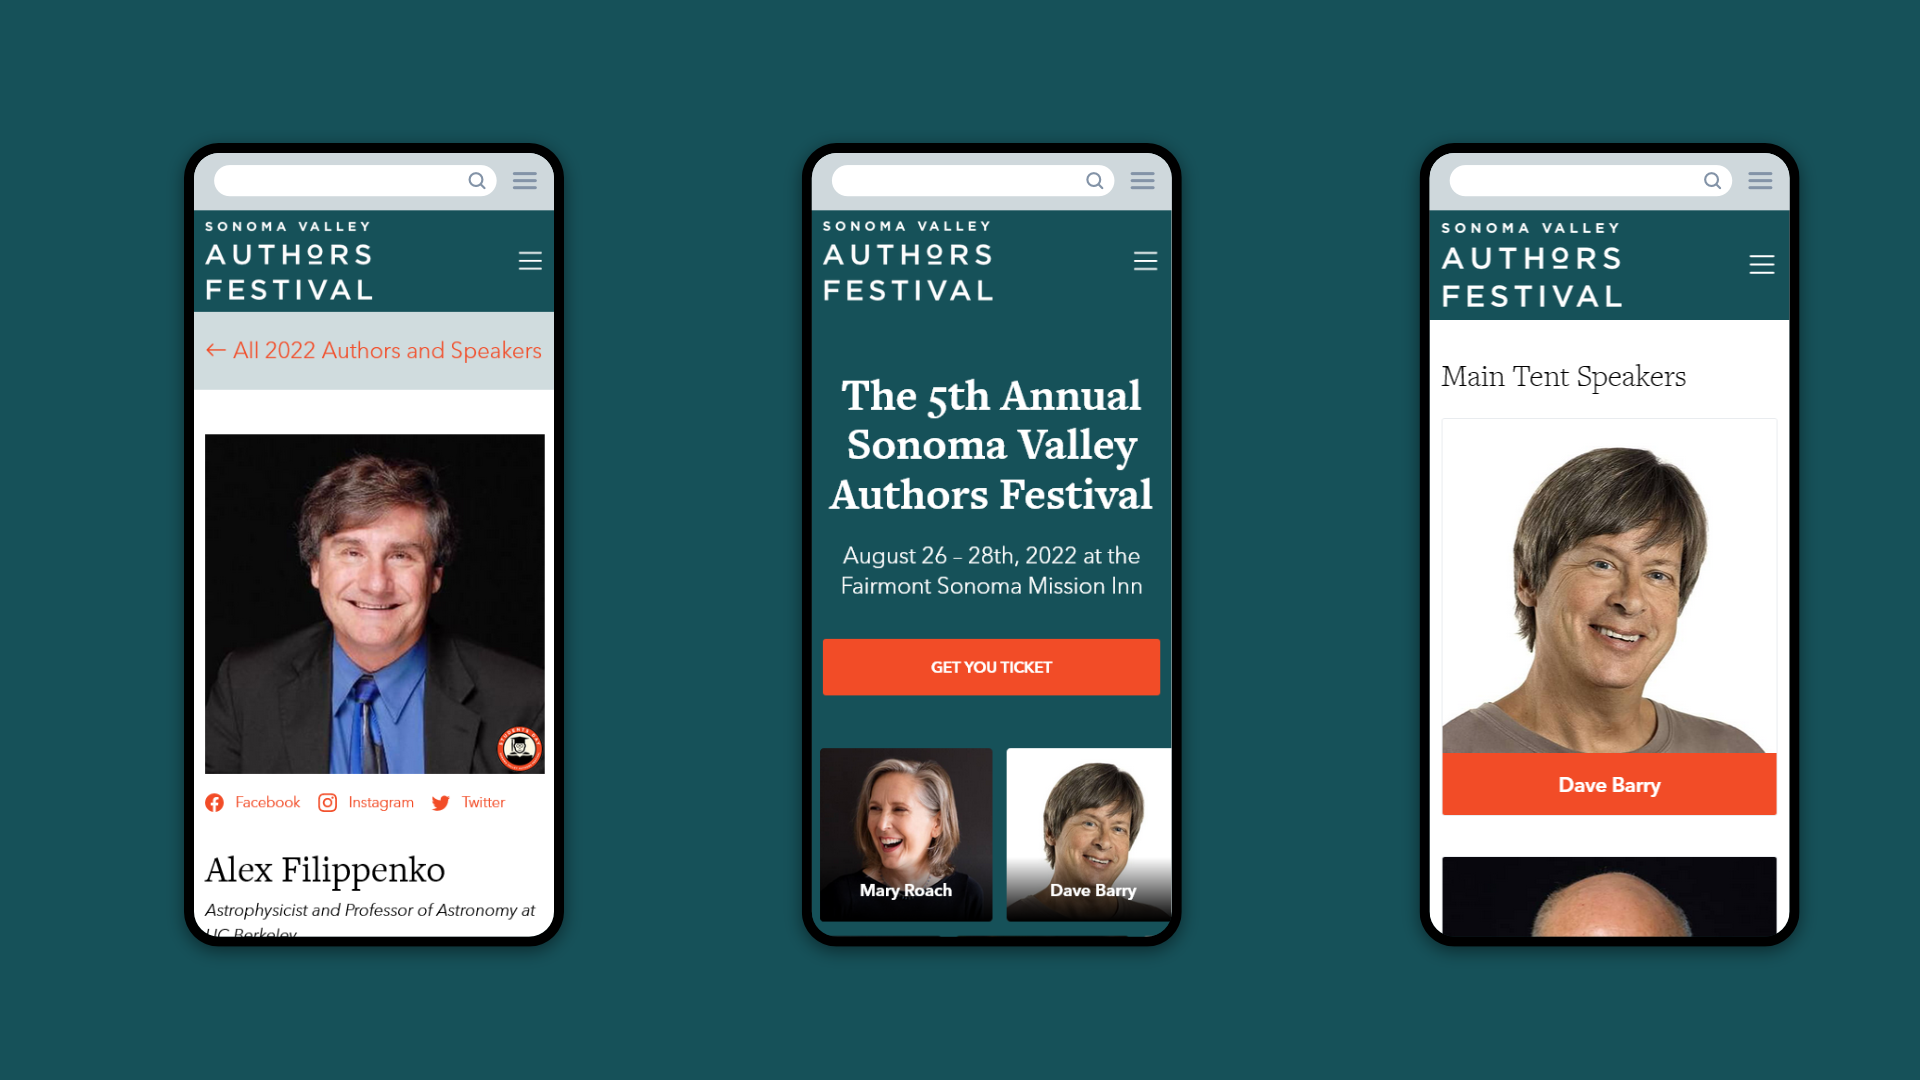 SONOMA VALLEY
AUTHORS
FESTIVAL
← All 2022 Authors and Speakers
Facebook
Instagram
Twitter
Alex Filippenko
Astrophysicist and Professor of Astronomy at
UC Berkeley
SONOMA VALLEY
AUTHORS
FESTIVAL
The 5th Annual
Sonoma Valley
Authors Festival
August 26 – 28th, 2022 at the
Fairmont Sonoma Mission Inn
GET YOU TICKET
Mary Roach
Dave Barry
SONOMA VALLEY
AUTHORS
FESTIVAL
Main Tent Speakers
Dave Barry